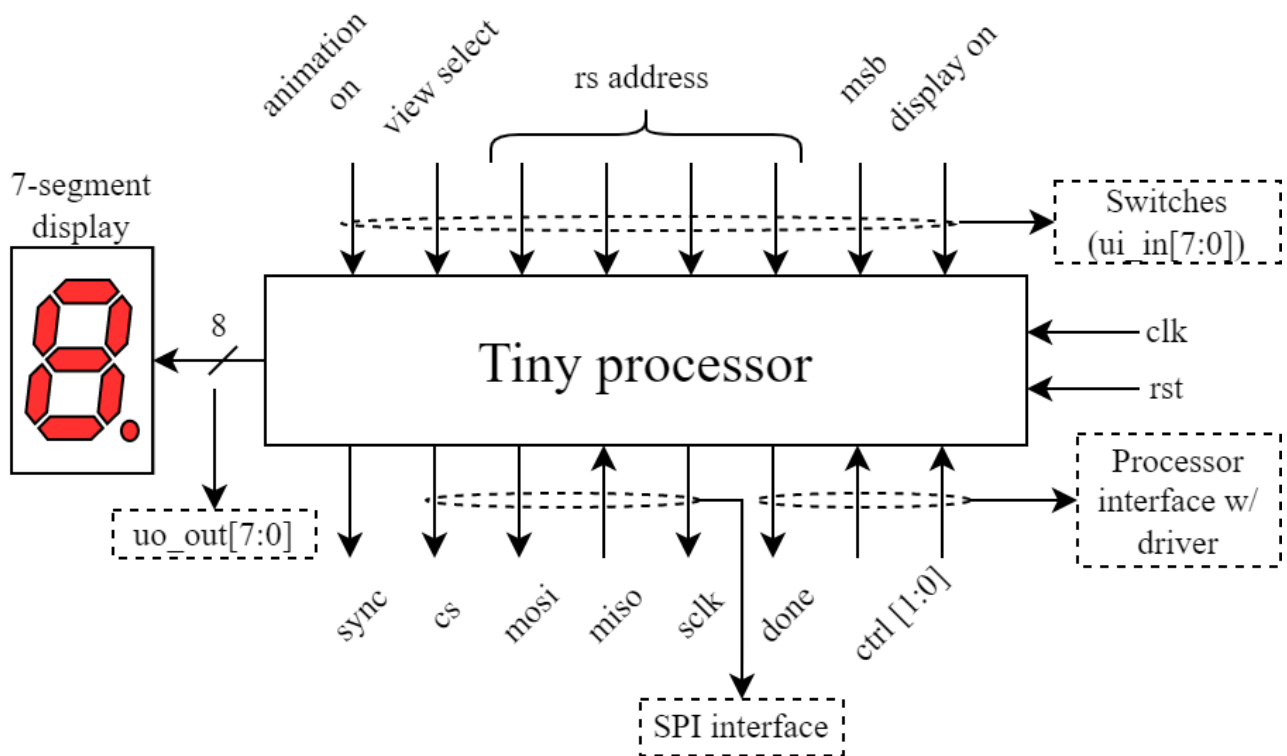 animation
on
view select
rs address
msb
display on
7-segment
display
Switches
(ui_in[7:0])
8
Tiny processor
clk
rst
Processor
interface w/
driver
uo_out[7:0]
sync
cs
mosi
miso
sclk
done
ctrl [1:0]
SPI interface